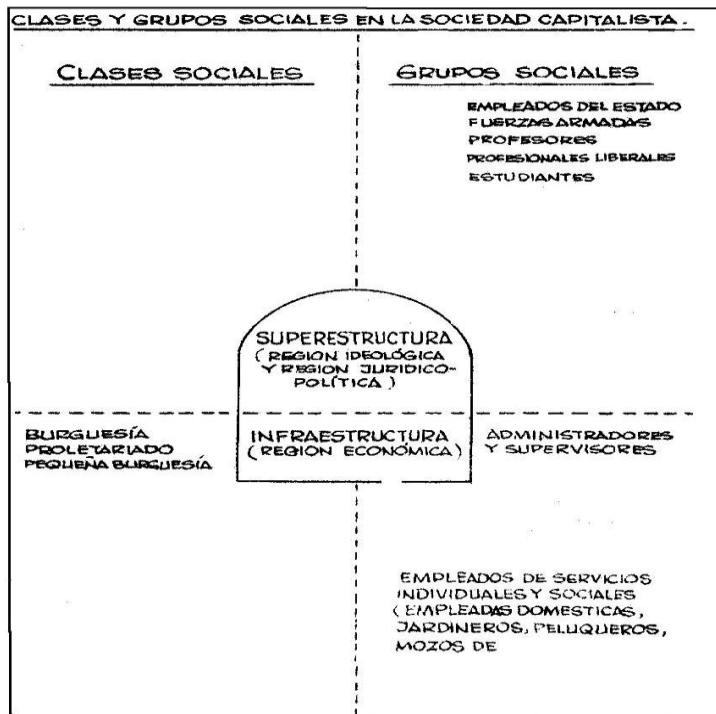 CLASES Y GRUPOS SOCIALES EN LA SOCIEDAD CAPITALISTA.
CLASES SOCIALES
GRUPOS SOCIALES
EMPLEADOS DEL ESTADO
FUERZAS ARMADAS
PROFESORES
PROFESIONALES LIBERALES
ESTUDIANTES
SUPERESTRUCTURA
(REGION IDEOLÓGICA
Y REGION JURIDICO-
POLÍTICA)
BURGUESÍA
PROLETARIADO
PEQUEÑA BURGUESÍA
INFRAESTRUCTURA
(REGION ECONÓMICA)
ADMINISTRADORES
Y SUPERVISORES
EMPLEADOS DE SERVICIOS
INDIVIDUALES Y SOCIALES
(EMPLEADAS DOMESTICAS,
JARDINEROS, PELUQUEROS,
MOZOS DE